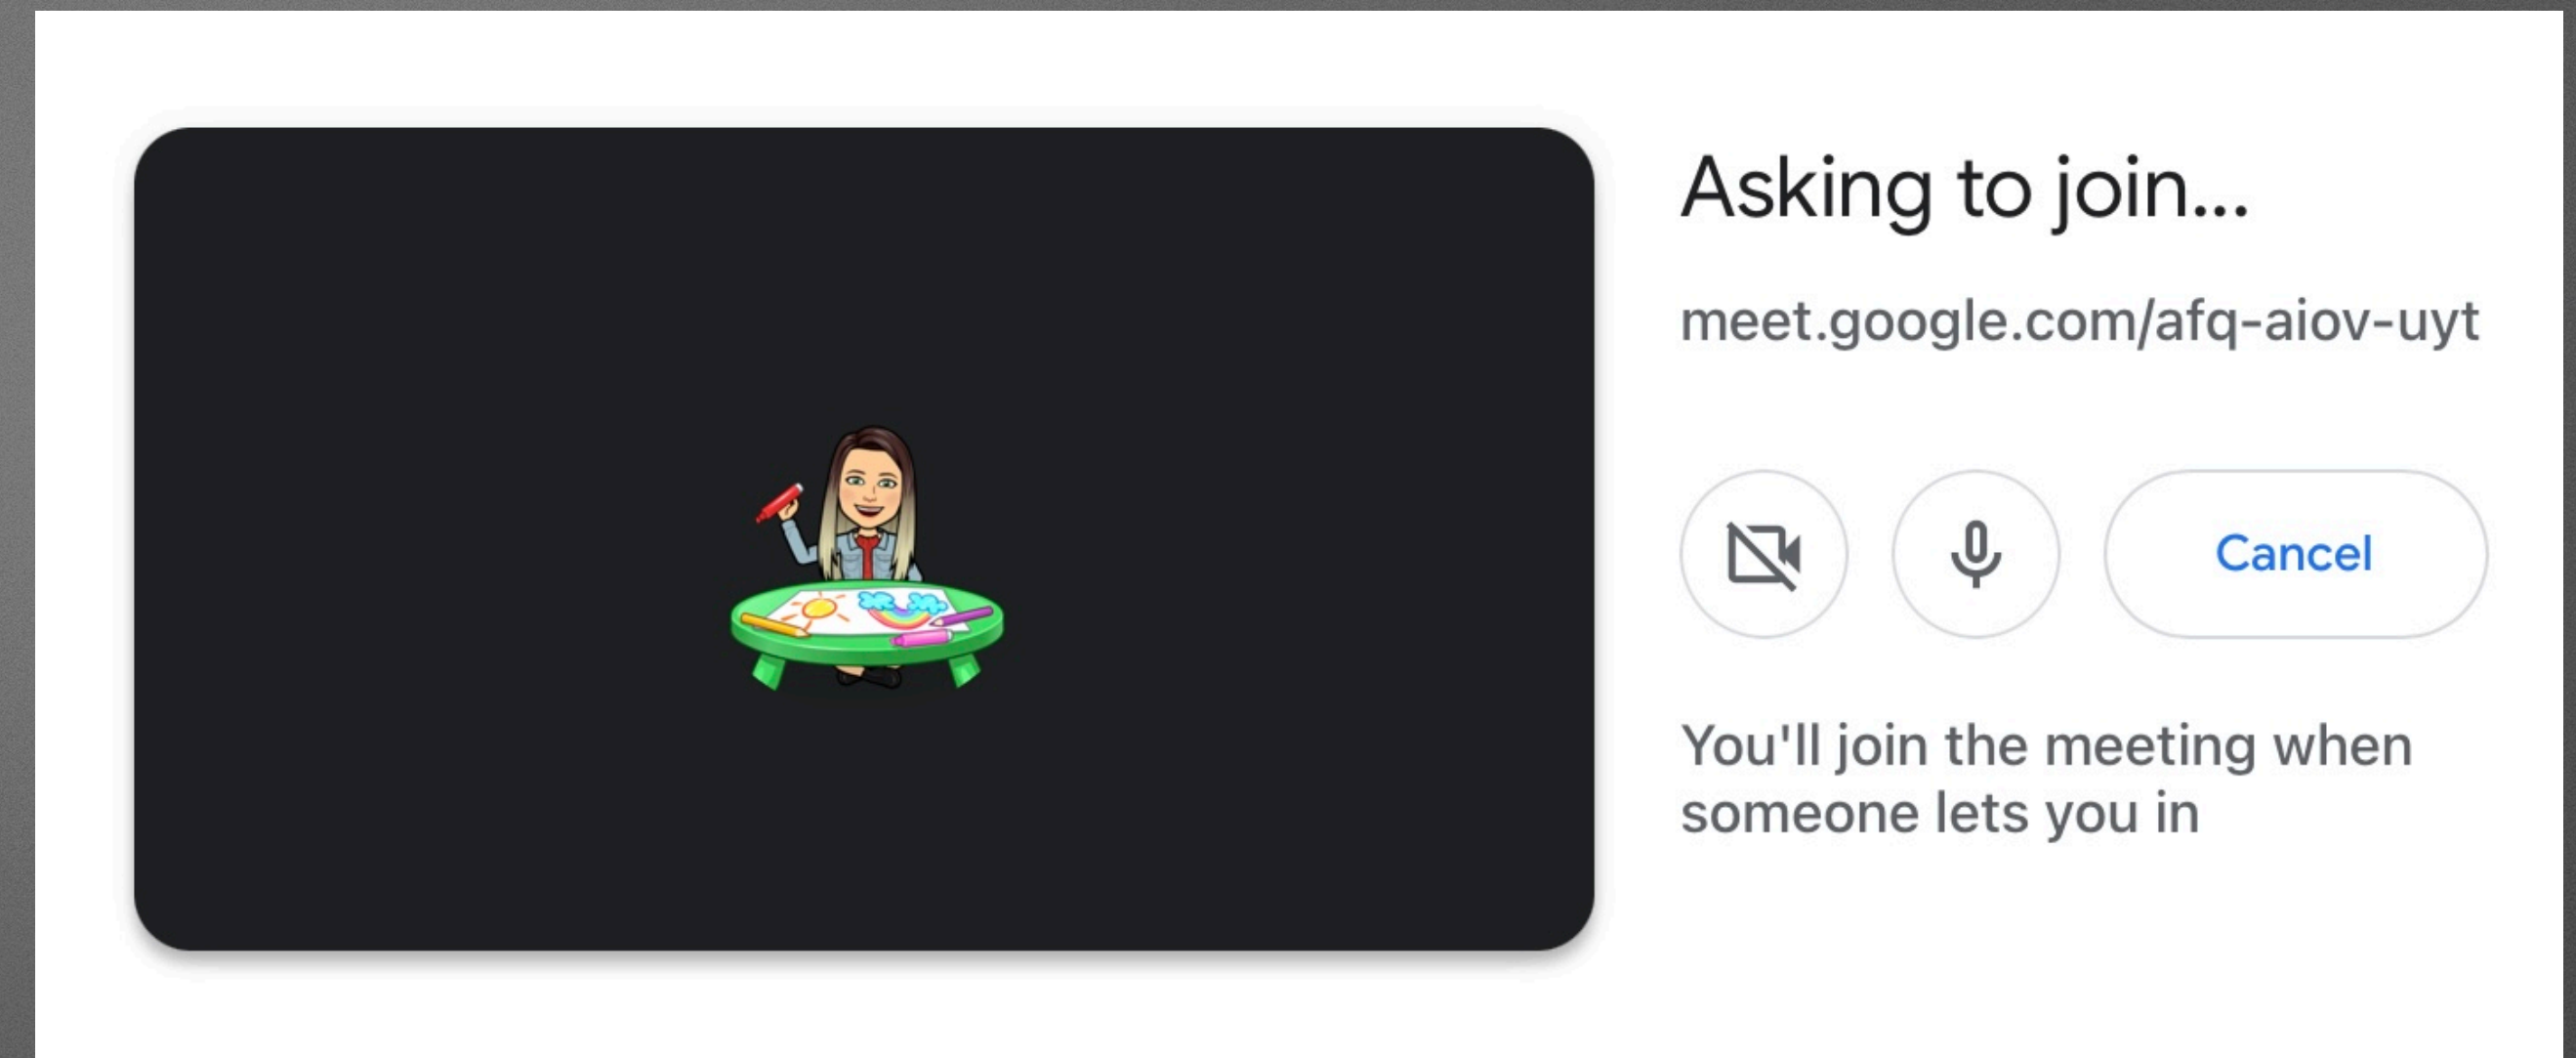 Asking to join...
meet.google.com/afq-aiov-uyt
Cancel
You'll join the meeting when
someone lets you in